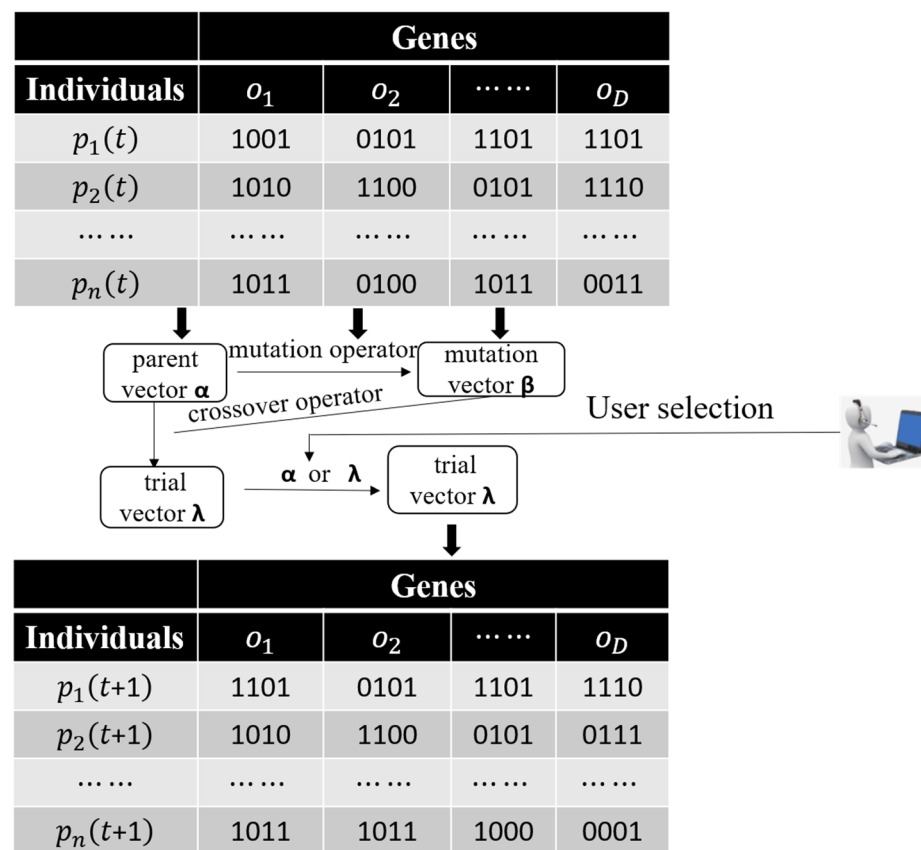 Genes
Individuals o₁ o₂ …… o_D
p₁(t) 1001 0101 1101 1101
p₂(t) 1010 1100 0101 1110
…… …… …… …… ……
pₙ(t) 1011 0100 1011 0011
parent
vector α
mutation operator
mutation
vector β
crossover operator
User selection
trial
vector λ
α or λ
trial
vector λ
Genes
Individuals o₁ o₂ …… o_D
p₁(t+1) 1101 0101 1101 1110
p₂(t+1) 1010 1100 0101 0111
…… …… …… …… ……
pₙ(t+1) 1011 1011 1000 0001